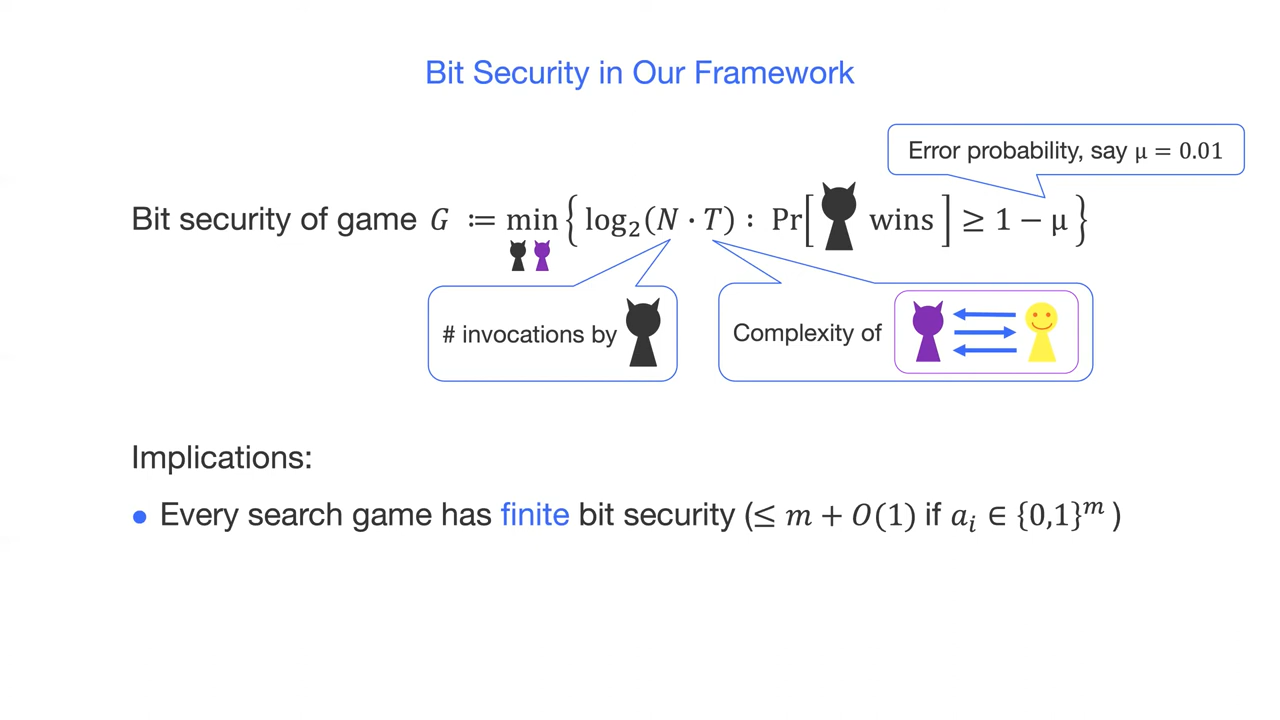 Bit Security in Our Framework
Error probability, say μ = 0.01
Bit security of game G ≔ min { log₂(N · T) : Pr[ wins ] ≥ 1 − μ }
# invocations by
Complexity of
Implications:
• Every search game has finite bit security (≤ m + O(1) if aᵢ ∈ {0,1}ᵐ )